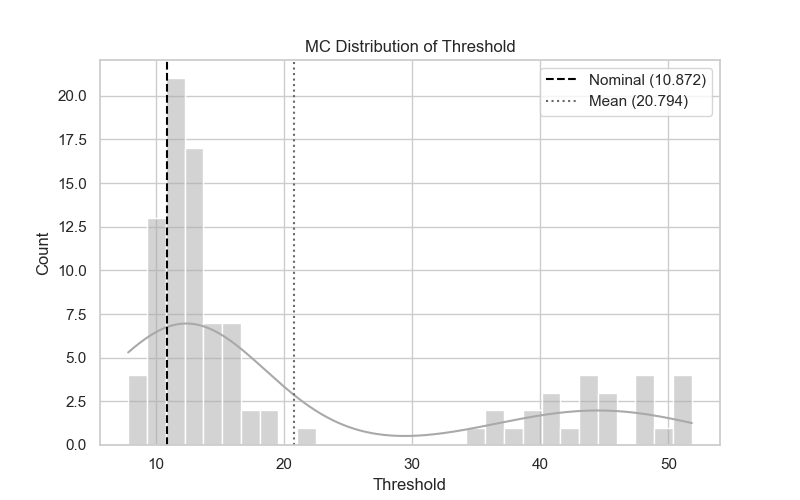 MC Distribution of Threshold
Nominal (10.872)
Mean (20.794)
20.0
17.5
15.0
12.5
10.0
7.5
5.0
2.5
0.0
Count
10 20 30 40 50
Threshold